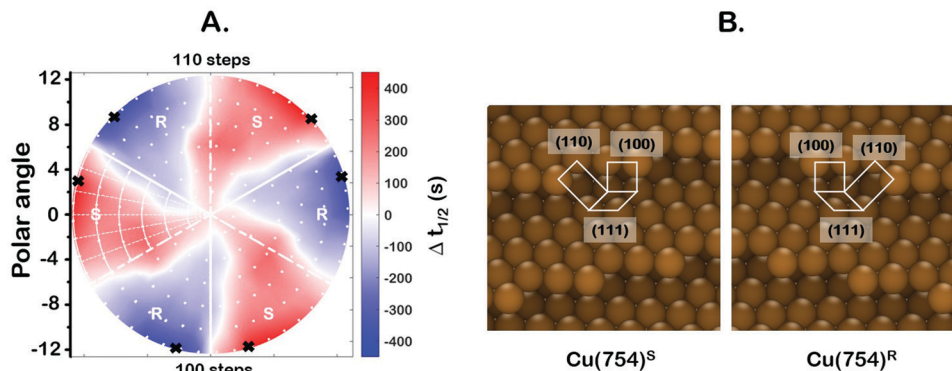 A.
B.
110 steps
12
8
4
0
-4
-8
-12
Polar angle
R
S
S
R
R
S
400
300
200
100
0
-100
-200
-300
-400
Δ t1/2 (s)
100 steps
(110)
(100)
(111)
(100)
(110)
(111)
Cu(754)S
Cu(754)R